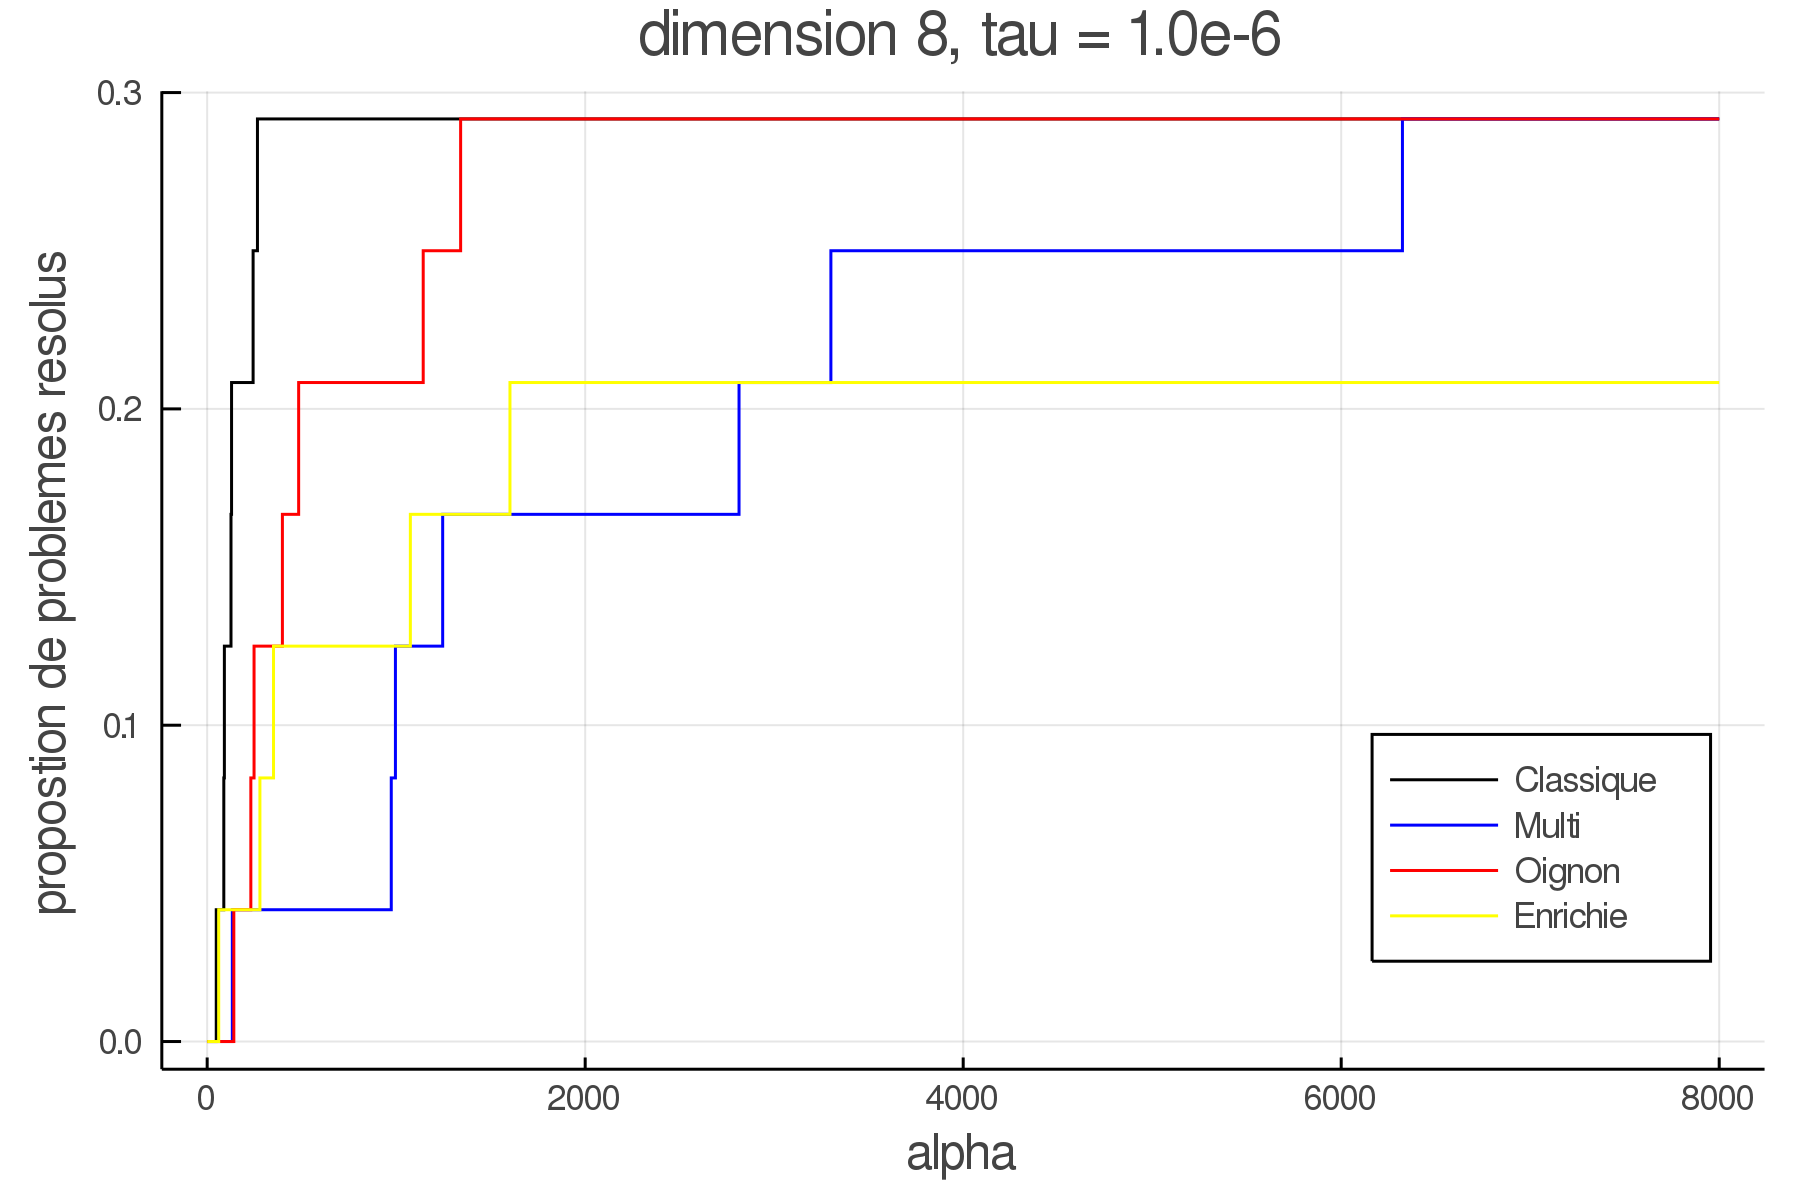 dimension 8, tau = 1.0e-6
propostion de problemes resolus
0.3
0.2
0.1
0.0
Classique
Multi
Oignon
Enrichie
0
2000
4000
6000
8000
alpha